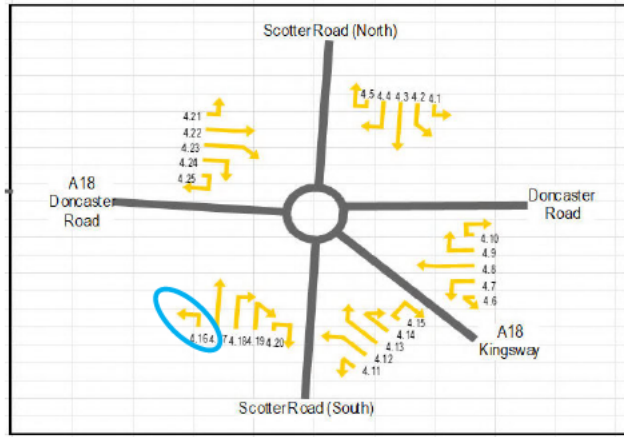 Scotter Road (North)
4.5 4.4 4.3 4.2 4.1
4.21
4.22
4.23
4.24
4.25
A18
Doncaster
Road
Doncaster
Road
4.10
4.9
4.8
4.7
4.6
4.15
4.14
4.13
4.12
4.11
A18
Kingsway
4.16 4.17 4.18 4.19 4.20
Scotter Road (South)